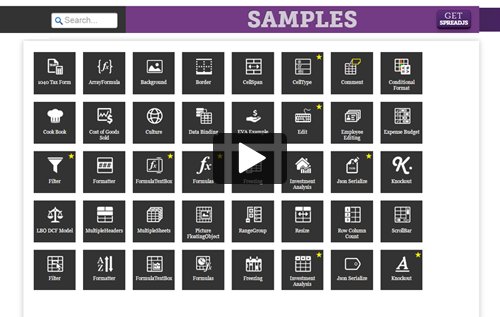 Search...
SAMPLES
GET
SPREADJS
1040 Tax Form
ArrayFormula
Background
Border
CellSpan
CellType
Comment
Conditional
Format
Cook Book
Cost of Goods
Sold
Culture
Data Binding
EVA Example
Edit
Employee
Editing
Expense Budget
Filter
Formatter
FormulaTextBox
Formulas
Freezing
Investment
Analysis
Json Serialize
Knockout
LBO DCF Model
MultipleHeaders
MultipleSheets
Picture
FloatingObject
RangeGroup
Resize
Row Column
Count
ScrollBar
Filter
Formatter
FormulaTextBox
Formulas
Freezing
Investment
Analysis
Json Serialize
Knockout